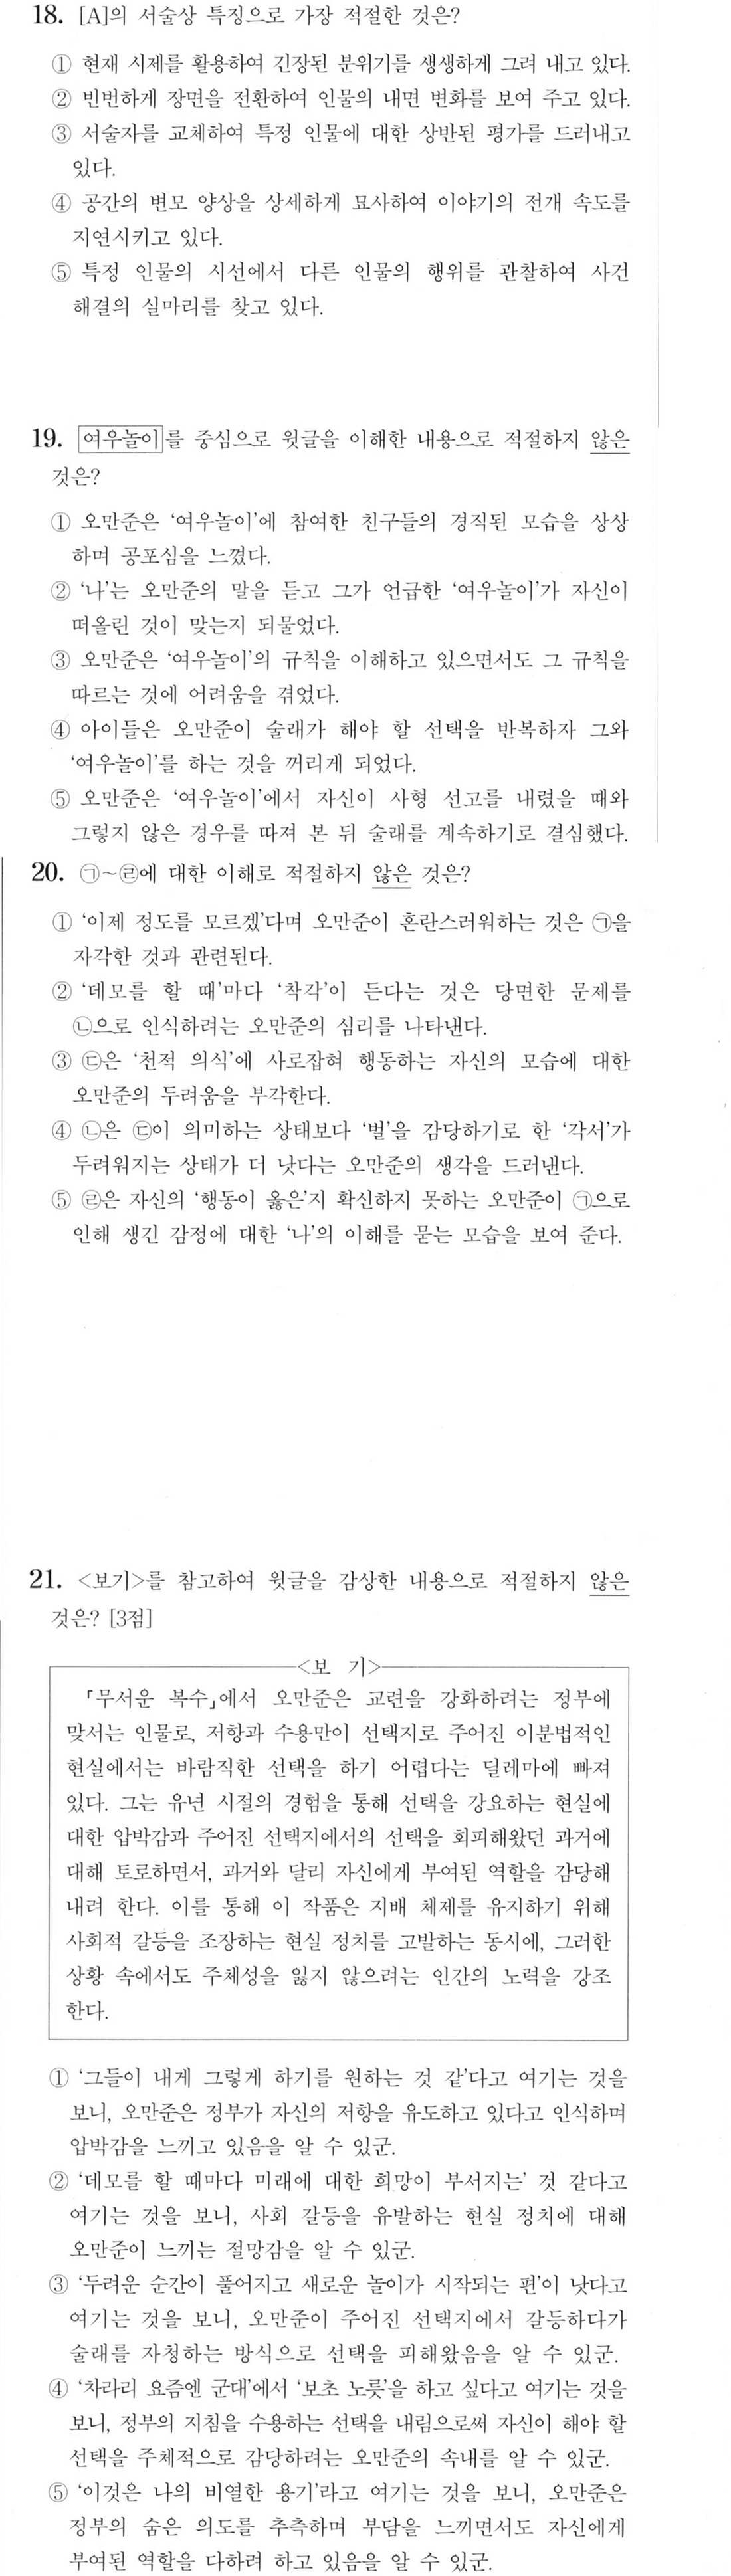 18. [A]의 서술상 특징으로 가장 적절한 것은?
① 현재 시제를 활용하여 긴장된 분위기를 생생하게 그려 내고 있다.
② 빈번하게 장면을 전환하여 인물의 내면 변화를 보여 주고 있다.
③ 서술자를 교체하여 특정 인물에 대한 상반된 평가를 드러내고
있다.
④ 공간의 변모 양상을 상세하게 묘사하여 이야기의 전개 속도를
지연시키고 있다.
⑤ 특정 인물의 시선에서 다른 인물의 행위를 관찰하여 사건
해결의 실마리를 찾고 있다.
19. 여우놀이를 중심으로 윗글을 이해한 내용으로 적절하지 않은
것은?
① 오만준은 ‘여우놀이’에 참여한 친구들의 경직된 모습을 상상
하며 공포심을 느꼈다.
② ‘나’는 오만준의 말을 듣고 그가 언급한 ‘여우놀이’가 자신이
떠올린 것이 맞는지 되물었다.
③ 오만준은 ‘여우놀이’의 규칙을 이해하고 있으면서도 그 규칙을
따르는 것에 어려움을 겪었다.
④ 아이들은 오만준이 술래가 해야 할 선택을 반복하자 그와
‘여우놀이’를 하는 것을 꺼리게 되었다.
⑤ 오만준은 ‘여우놀이’에서 자신이 사형 선고를 내렸을 때와
그렇지 않은 경우를 따져 본 뒤 술래를 계속하기로 결심했다.
20. ㉠~㉣에 대한 이해로 적절하지 않은 것은?
① ‘이제 정도를 모르겠’다며 오만준이 혼란스러워하는 것은 ㉠을
자각한 것과 관련된다.
② ‘데모를 할 때’마다 ‘착각’이 든다는 것은 당면한 문제를
㉡으로 인식하려는 오만준의 심리를 나타낸다.
③ ㉢은 ‘천적 의식’에 사로잡혀 행동하는 자신의 모습에 대한
오만준의 두려움을 부각한다.
④ ㉡은 ㉢이 의미하는 상태보다 ‘벌’을 감당하기로 한 ‘각서’가
두려워지는 상태가 더 낫다는 오만준의 생각을 드러낸다.
⑤ ㉣은 자신의 ‘행동이 옳은’지 확신하지 못하는 오만준이 ㉠으로
인해 생긴 감정에 대한 ‘나’의 이해를 묻는 모습을 보여 준다.
21. <보기>를 참고하여 윗글을 감상한 내용으로 적절하지 않은
것은? [3점]
<보 기>
「무서운 복수」에서 오만준은 교련을 강화하려는 정부에
맞서는 인물로, 저항과 수용만이 선택지로 주어진 이분법적인
현실에서는 바람직한 선택을 하기 어렵다는 딜레마에 빠져
있다. 그는 유년 시절의 경험을 통해 선택을 강요하는 현실에
대한 압박감과 주어진 선택지에서의 선택을 회피해왔던 과거에
대해 토로하면서, 과거와 달리 자신에게 부여된 역할을 감당해
내려 한다. 이를 통해 이 작품은 지배 체제를 유지하기 위해
사회적 갈등을 조장하는 현실 정치를 고발하는 동시에, 그러한
상황 속에서도 주체성을 잃지 않으려는 인간의 노력을 강조
한다.
① ‘그들이 내게 그렇게 하기를 원하는 것 같’다고 여기는 것을
보니, 오만준은 정부가 자신의 저항을 유도하고 있다고 인식하며
압박감을 느끼고 있음을 알 수 있군.
② ‘데모를 할 때마다 미래에 대한 희망이 부서지는’ 것 같다고
여기는 것을 보니, 사회 갈등을 유발하는 현실 정치에 대해
오만준이 느끼는 절망감을 알 수 있군.
③ ‘두려운 순간이 풀어지고 새로운 놀이가 시작되는 편’이 낫다고
여기는 것을 보니, 오만준이 주어진 선택지에서 갈등하다가
술래를 자청하는 방식으로 선택을 피해왔음을 알 수 있군.
④ ‘차라리 요즘엔 군대’에서 ‘보초 노릇’을 하고 싶다고 여기는 것을
보니, 정부의 지침을 수용하는 선택을 내림으로써 자신이 해야 할
선택을 주체적으로 감당하려는 오만준의 속내를 알 수 있군.
⑤ ‘이것은 나의 비열한 용기’라고 여기는 것을 보니, 오만준은
정부의 숨은 의도를 추측하며 부담을 느끼면서도 자신에게
부여된 역할을 다하려 하고 있음을 알 수 있군.